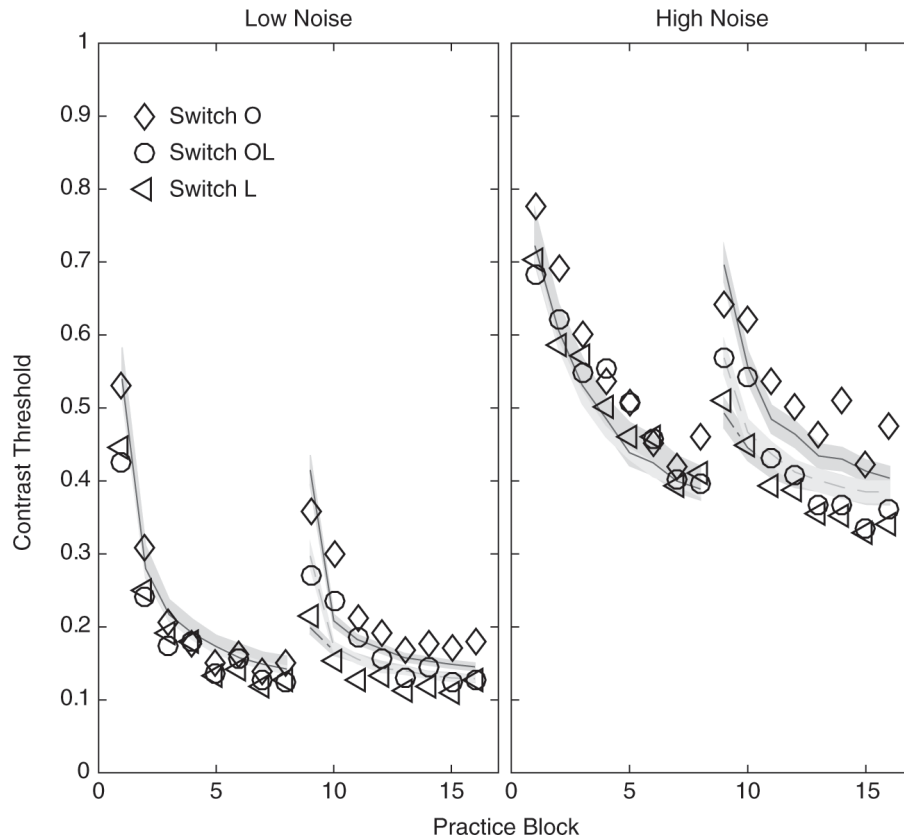 Low Noise
High Noise
1
0.9
0.8
0.7
0.6
0.5
0.4
0.3
0.2
0.1
0
Switch O
Switch OL
Switch L
Contrast Threshold
0 5 10 15 0 5 10 15
Practice Block